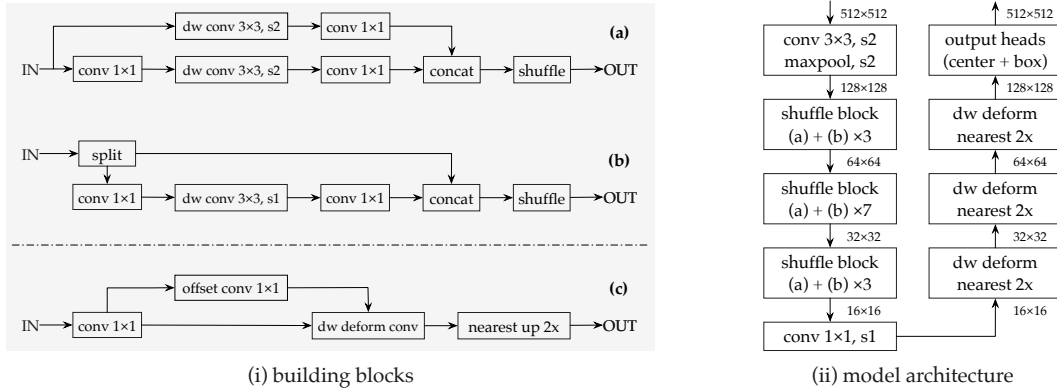 dw conv 3×3, s2
conv 1×1
(a)
IN
conv 1×1
dw conv 3×3, s2
conv 1×1
concat
shuffle
OUT
IN
split
(b)
conv 1×1
dw conv 3×3, s1
conv 1×1
concat
shuffle
OUT
offset conv 1×1
(c)
IN
conv 1×1
dw deform conv
nearest up 2x
OUT
(i) building blocks
512×512
conv 3×3, s2
maxpool, s2
128×128
shuffle block
(a) + (b) ×3
64×64
shuffle block
(a) + (b) ×7
32×32
shuffle block
(a) + (b) ×3
16×16
conv 1×1, s1
512×512
output heads
(center + box)
128×128
dw deform
nearest 2x
64×64
dw deform
nearest 2x
32×32
dw deform
nearest 2x
16×16
(ii) model architecture